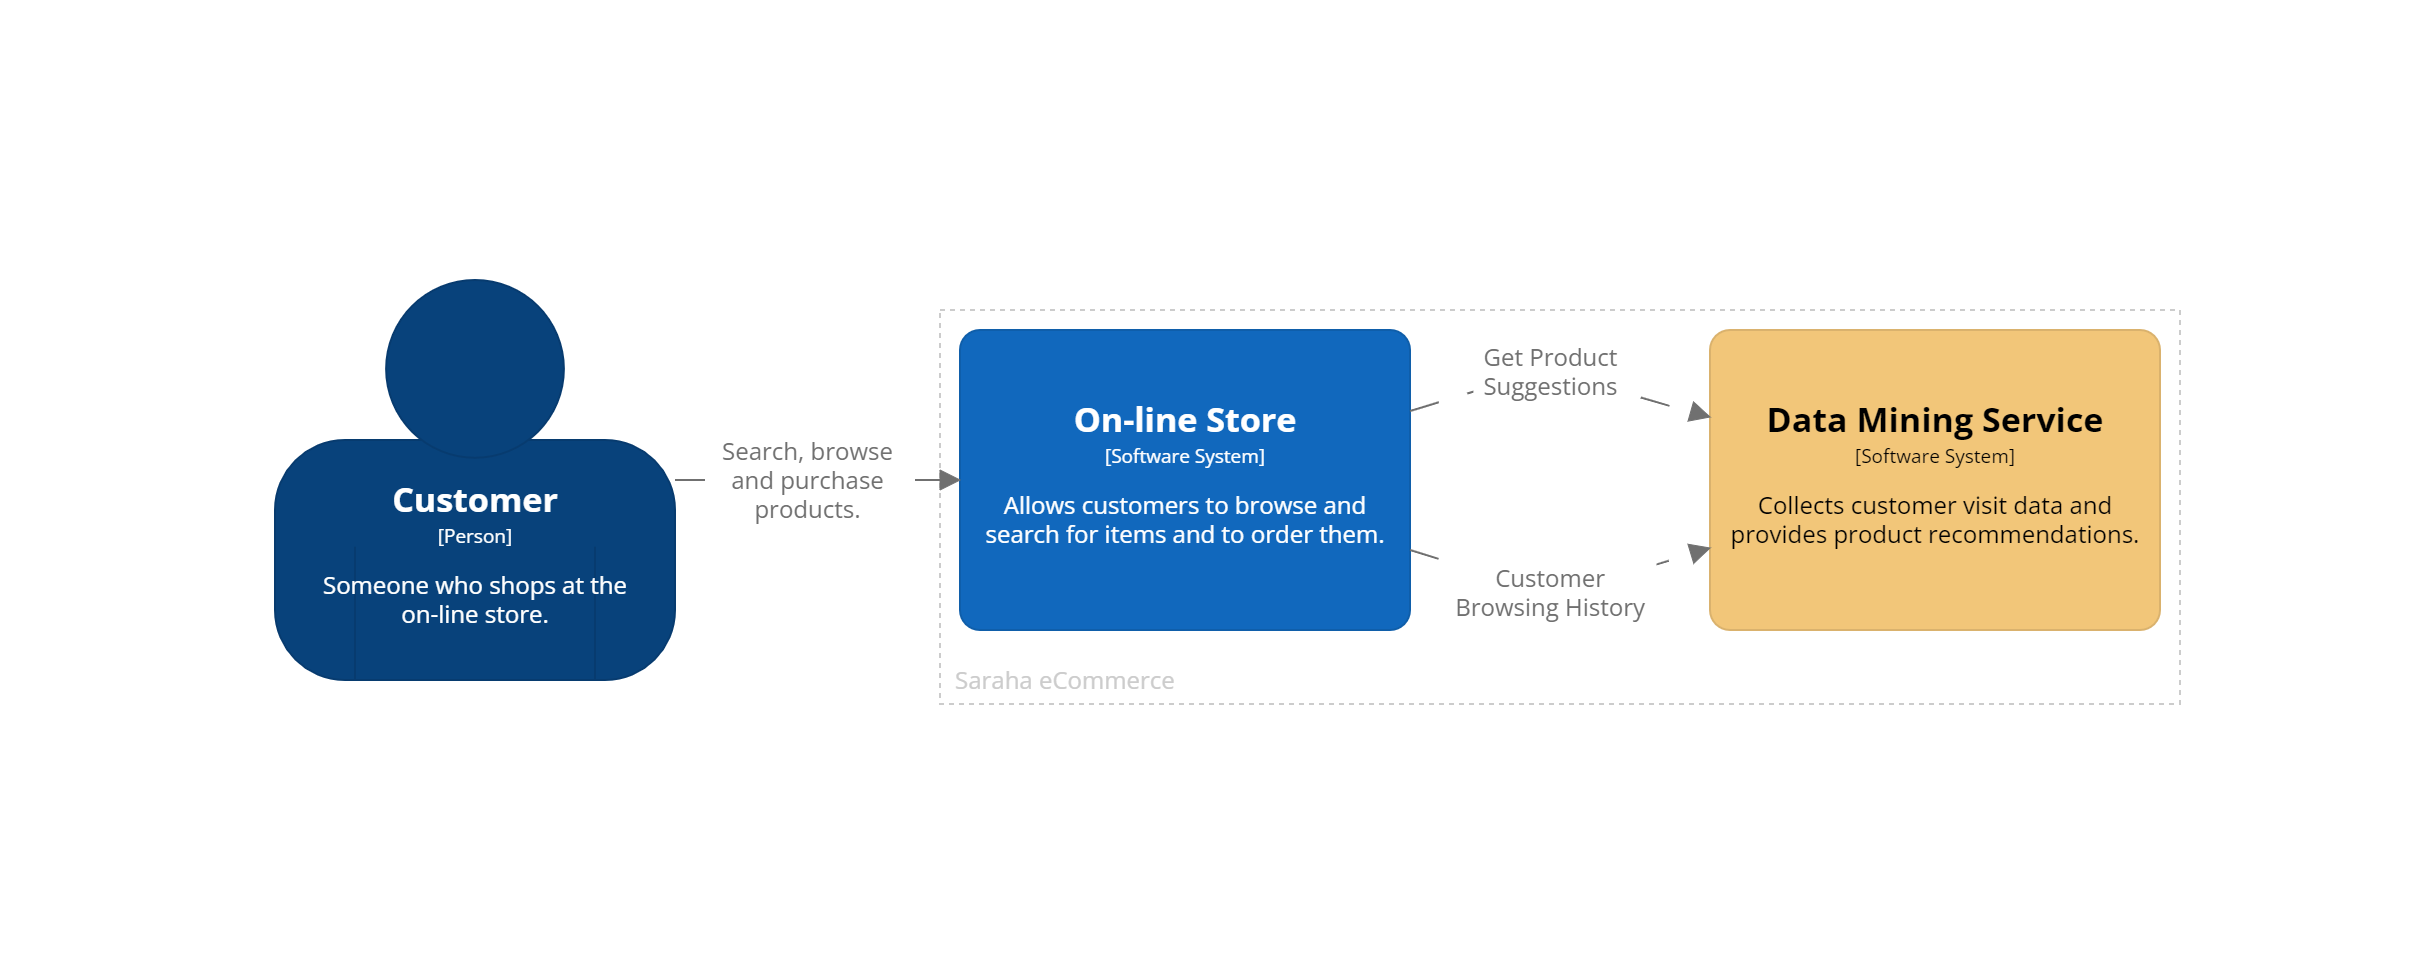 Customer
[Person]
Someone who shops at the
on-line store.
Search, browse
and purchase
products.
On-line Store
[Software System]
Allows customers to browse and
search for items and to order them.
Get Product
Suggestions
Customer
Browsing History
Data Mining Service
[Software System]
Collects customer visit data and
provides product recommendations.
Saraha eCommerce